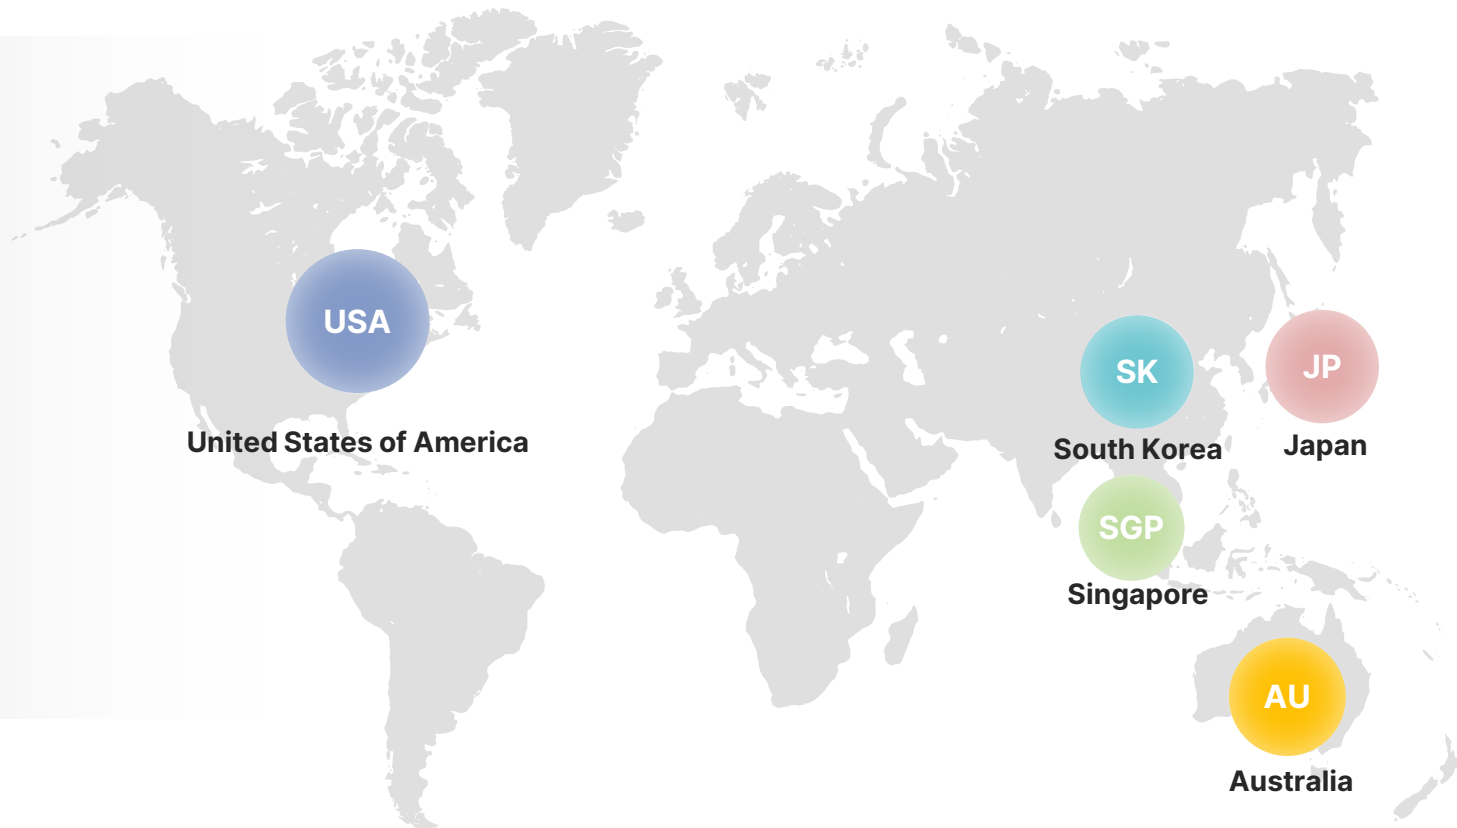 USA
United States of America
SK
South Korea
JP
Japan
SGP
Singapore
AU
Australia